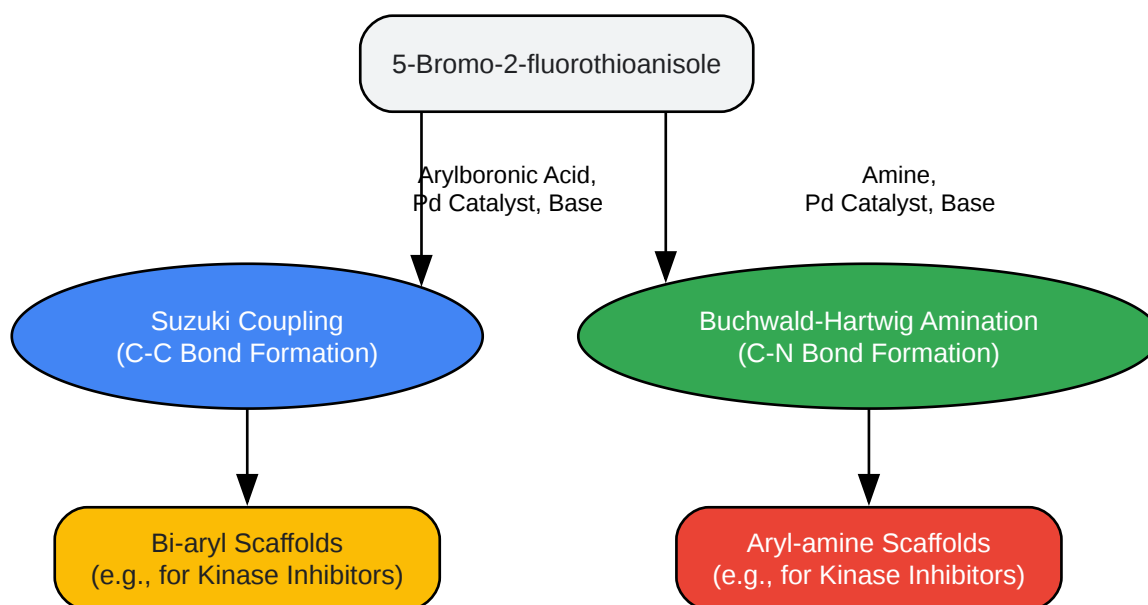 5-Bromo-2-fluorothioanisole
Arylboronic Acid,
Pd Catalyst, Base
Amine,
Pd Catalyst, Base
Suzuki Coupling
(C-C Bond Formation)
Buchwald-Hartwig Amination
(C-N Bond Formation)
Bi-aryl Scaffolds
(e.g., for Kinase Inhibitors)
Aryl-amine Scaffolds
(e.g., for Kinase Inhibitors)